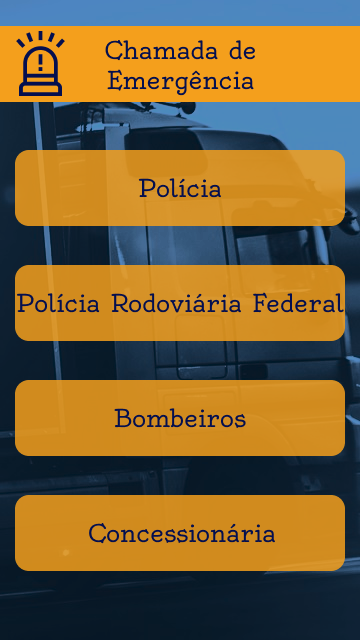 Chamada de
Emergência
Polícia
Polícia Rodoviária Federal
Bombeiros
Concessionária